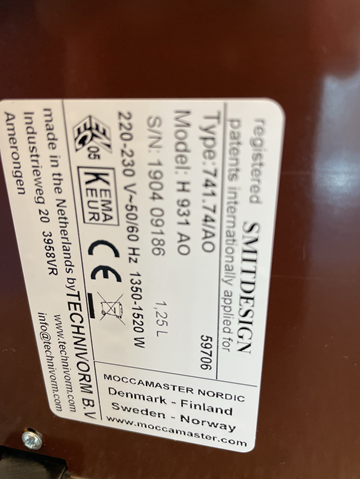 registered SMITDESIGN
patents internationally applied for
Type:741.74/AO 59706
Model: H 931 AO
S/N: 1904 09186 1,25 L
220-230 V~50/60 Hz 1350-1520 W
05
KEMA
KEUR
CE
made in the Netherlands by TECHNIVORM B.V
Industrieweg 20 3958VR www.technivorm.com
Amerongen info@technivorm.com
MOCCAMASTER NORDIC
Denmark - Finland
Sweden - Norway
www.moccamaster.com